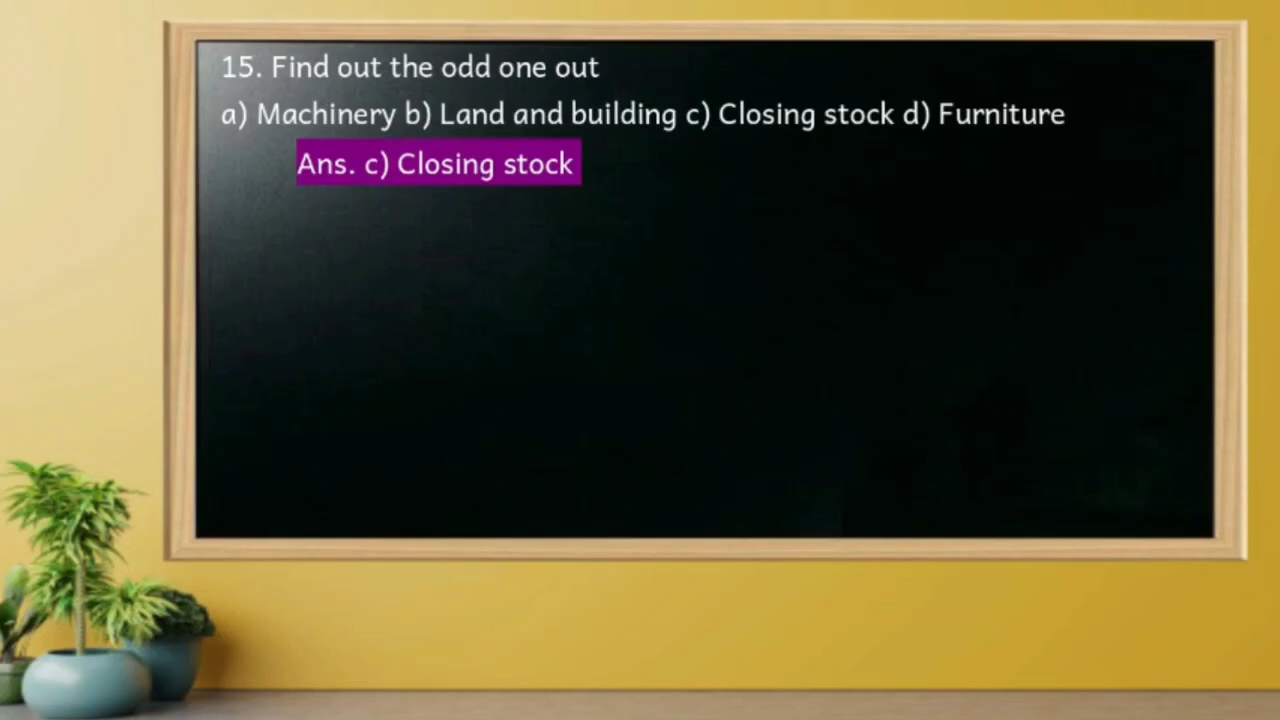 15. Find out the odd one out
a) Machinery b) Land and building c) Closing stock d) Furniture
Ans. c) Closing stock